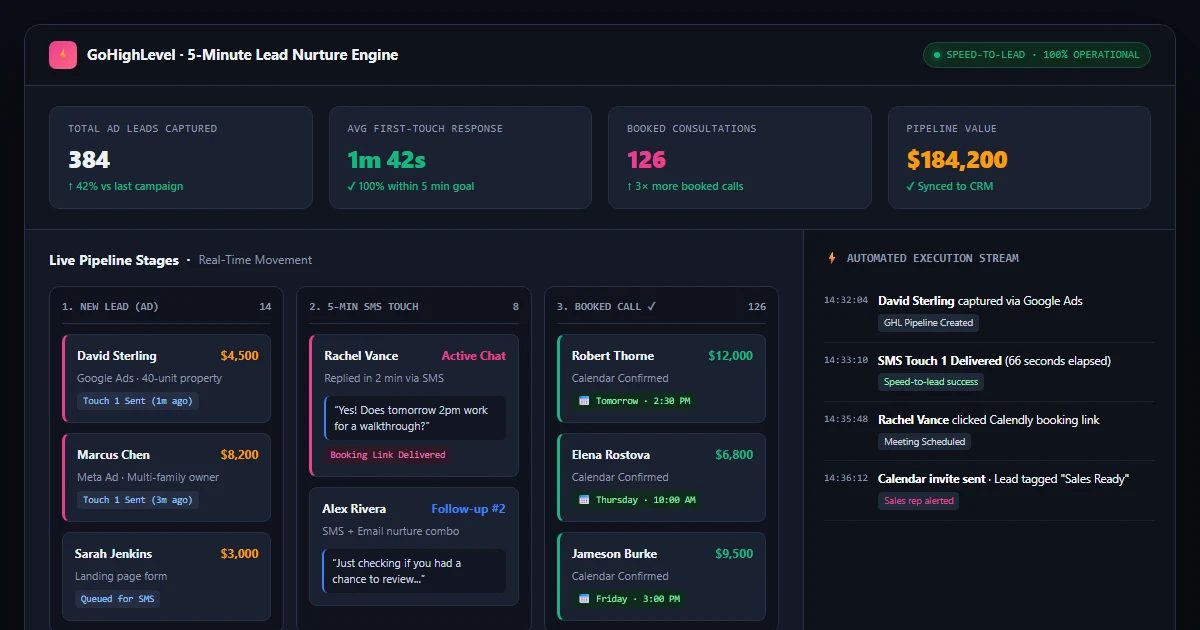 GoHighLevel · 5-Minute Lead Nurture Engine
SPEED-TO-LEAD · 100% OPERATIONAL
TOTAL AD LEADS CAPTURED
384
↑ 42% vs last campaign
AVG FIRST-TOUCH RESPONSE
1m 42s
✓ 100% within 5 min goal
BOOKED CONSULTATIONS
126
↑ 3× more booked calls
PIPELINE VALUE
$184,200
✓ Synced to CRM
Live Pipeline Stages · Real-Time Movement
1. NEW LEAD (AD) 14
David Sterling $4,500
Google Ads · 40-unit property
Touch 1 Sent (1m ago)
Marcus Chen $8,200
Meta Ad · Multi-family owner
Touch 1 Sent (3m ago)
Sarah Jenkins $3,000
Landing page form
Queued for SMS
2. 5-MIN SMS TOUCH 8
Rachel Vance Active Chat
Replied in 2 min via SMS
"Yes! Does tomorrow 2pm work
for a walkthrough?"
Booking Link Delivered
Alex Rivera Follow-up #2
SMS + Email nurture combo
"Just checking if you had a
chance to review..."
3. BOOKED CALL ✓ 126
Robert Thorne $12,000
Calendar Confirmed
Tomorrow · 2:30 PM
Elena Rostova $6,800
Calendar Confirmed
Thursday · 10:00 AM
Jameson Burke $9,500
Calendar Confirmed
Friday · 3:00 PM
AUTOMATED EXECUTION STREAM
14:32:04 David Sterling captured via Google Ads
GHL Pipeline Created
14:33:10 SMS Touch 1 Delivered (66 seconds elapsed)
Speed-to-lead success
14:35:48 Rachel Vance clicked Calendly booking link
Meeting Scheduled
14:36:12 Calendar invite sent · Lead tagged "Sales Ready"
Sales rep alerted